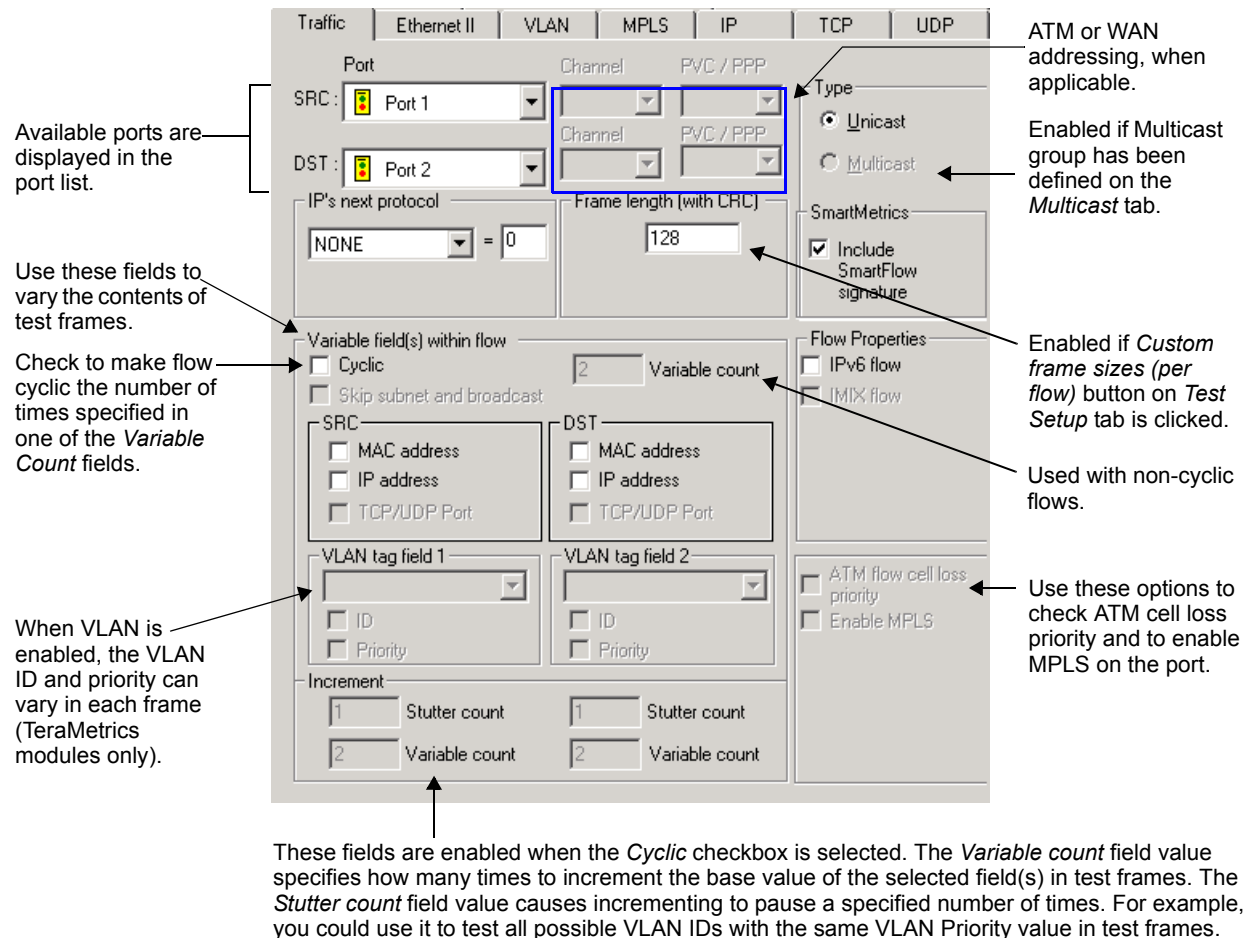 Traffic
Ethernet II
VLAN
MPLS
IP
TCP
UDP
Port
Channel
PVC / PPP
SRC :
Port 1
Channel
PVC / PPP
DST :
Port 2
Type
Unicast
Multicast
IP's next protocol
NONE
=
0
Frame length (with CRC)
128
SmartMetrics
Include
SmartFlow
signature
Variable field(s) within flow
Cyclic
2
Variable count
Skip subnet and broadcast
Flow Properties
IPv6 flow
IMIX flow
SRC
MAC address
IP address
TCP/UDP Port
DST
MAC address
IP address
TCP/UDP Port
VLAN tag field 1
ID
Priority
VLAN tag field 2
ID
Priority
ATM flow cell loss
priority
Enable MPLS
Increment
1
Stutter count
1
Stutter count
2
Variable count
2
Variable count
Available ports are
displayed in the
port list.
Use these fields to
vary the contents of
test frames.
Check to make flow
cyclic the number of
times specified in
one of the Variable
Count fields.
When VLAN is
enabled, the VLAN
ID and priority can
vary in each frame
(TeraMetrics
modules only).
ATM or WAN
addressing, when
applicable.
Enabled if Multicast
group has been
defined on the
Multicast tab.
Enabled if Custom
frame sizes (per
flow) button on Test
Setup tab is clicked.
Used with non-cyclic
flows.
Use these options to
check ATM cell loss
priority and to enable
MPLS on the port.
These fields are enabled when the Cyclic checkbox is selected. The Variable count field value
specifies how many times to increment the base value of the selected field(s) in test frames. The
Stutter count field value causes incrementing to pause a specified number of times. For example,
you could use it to test all possible VLAN IDs with the same VLAN Priority value in test frames.